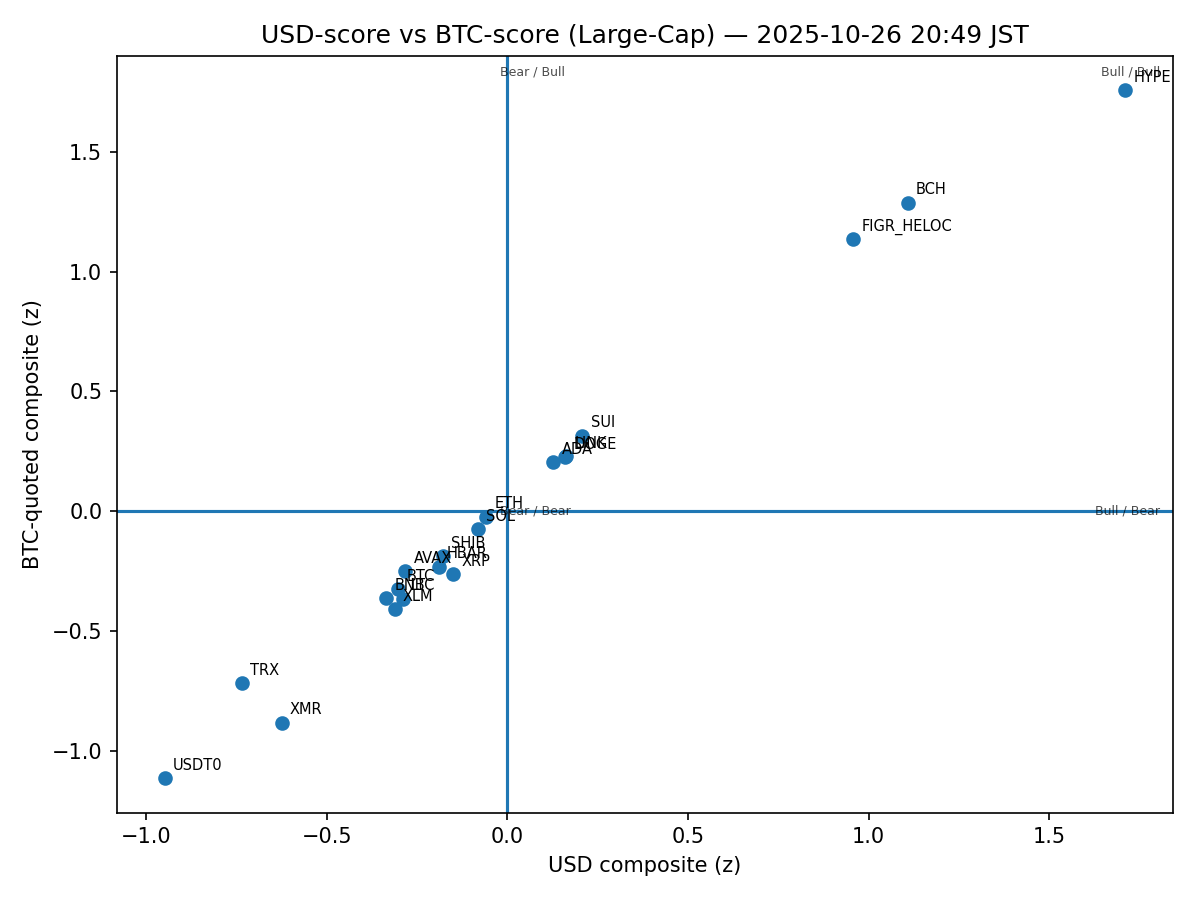 USD-score vs BTC-score (Large-Cap) — 2025-10-26 20:49 JST
Bear / Bull
Bull / Bull
HYPE
BCH
FIGR_HELOC
SUI
LINK
DOGE
ADA
ETH
SOL
Bear / Bear
Bull / Bear
SHIB
HBAR
XRP
AVAX
BTC
BNB
XLM
TRX
XMR
USDT0
1.5
1.0
0.5
0.0
−0.5
−1.0
−1.0
−0.5
0.0
0.5
1.0
1.5
USD composite (z)
BTC-quoted composite (z)